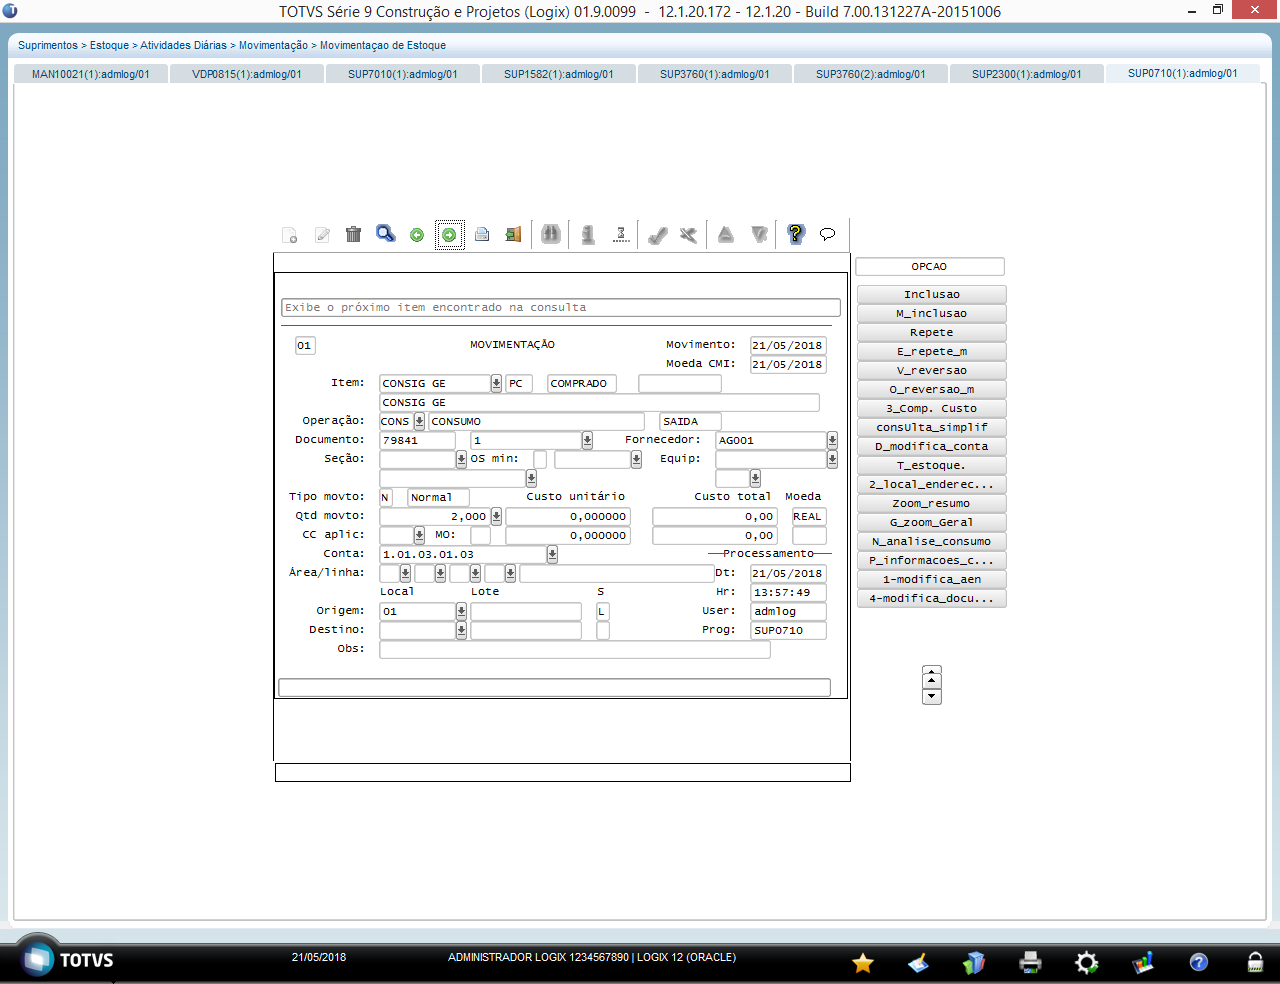 TOTVS Série 9 Construção e Projetos (Logix) 01.9.0099 - 12.1.20.172 - 12.1.20 - Build 7.00.131227A-20151006
Suprimentos > Estoque > Atividades Diárias > Movimentação > Movimentaçao de Estoque
MAN10021(1):admlog/01 VDP0815(1):admlog/01 SUP7010(1):admlog/01 SUP1582(1):admlog/01 SUP3760(1):admlog/01 SUP3760(2):admlog/01 SUP2300(1):admlog/01 SUP0710(1):admlog/01
OPCAO
Exibe o próximo item encontrado na consulta
01 MOVIMENTAÇÃO Movimento: 21/05/2018
Moeda CMI: 21/05/2018
Item: CONSIG GE PC COMPRADO
CONSIG GE
Operação: CONS CONSUMO SAIDA
Documento: 79841 1 Fornecedor: AG001
Seção: OS min: Equip:
Tipo movto: N Normal Custo unitário Custo total Moeda
Qtd movto: 2,000 0,000000 0,00 REAL
CC aplic: MO: 0,000000 0,00
Conta: 1.01.03.01.03 Processamento
Área/linha: Dt: 21/05/2018
Local Lote S Hr: 13:57:49
Origem: 01 L User: admlog
Destino: Prog: SUP0710
Obs:
Inclusao
M_inclusao
Repete
E_repete_m
V_reversao
O_reversao_m
3_Comp. Custo
consUlta_simplif
D_modifica_conta
T_estoque.
2_local_enderec...
Zoom_resumo
G_zoom_Geral
N_analise_consumo
P_informacoes_c...
1-modifica_aen
4-modifica_docu...
TOTVS 21/05/2018 ADMINISTRADOR LOGIX 1234567890 | LOGIX 12 (ORACLE)